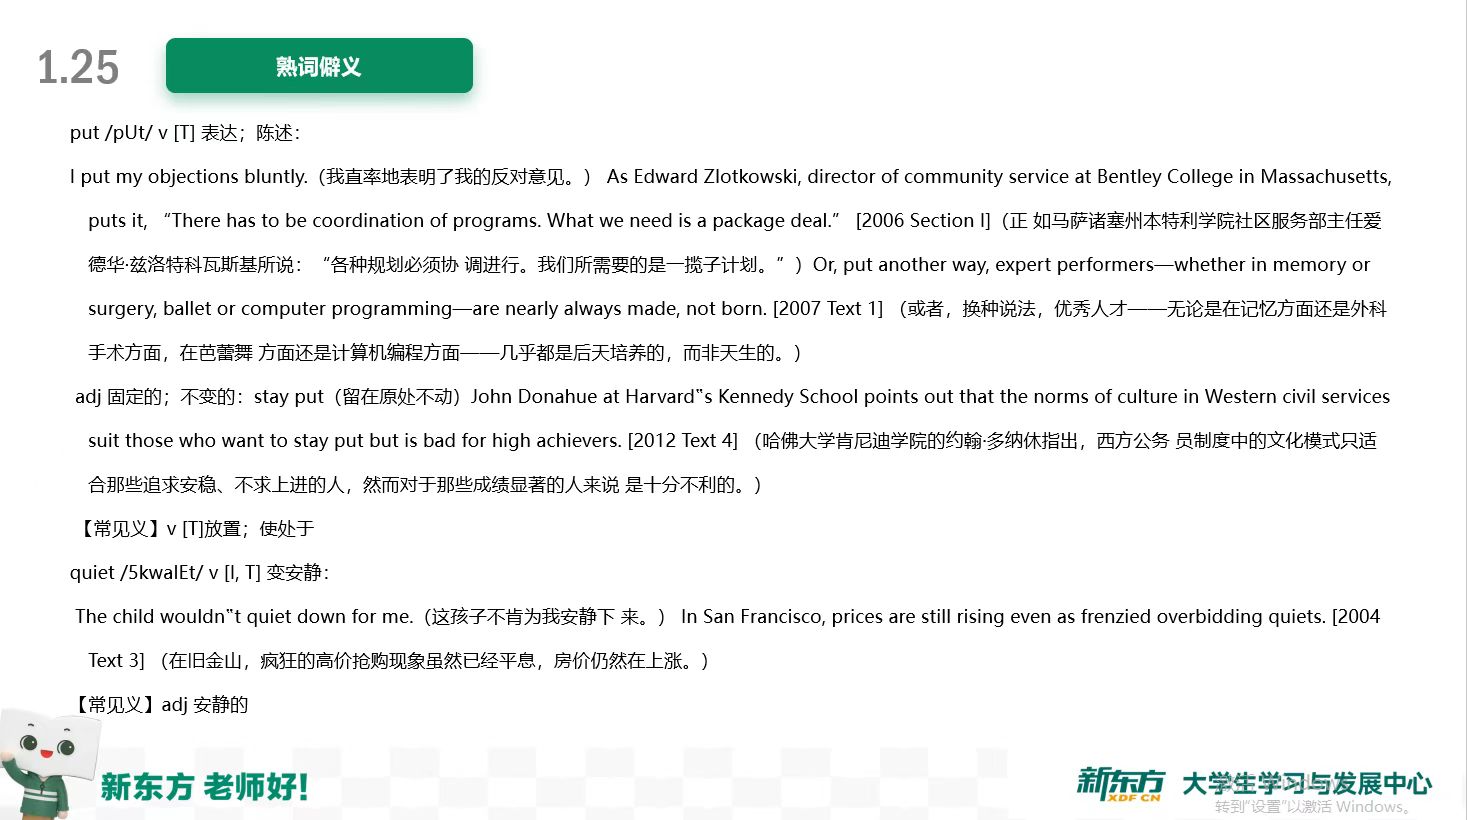 1.25
熟词僻义
put /pUt/ v [T] 表达；陈述：
I put my objections bluntly.（我直率地表明了我的反对意见。） As Edward Zlotkowski, director of community service at Bentley College in Massachusetts,
puts it, “There has to be coordination of programs. What we need is a package deal.” [2006 Section I]（正 如马萨诸塞州本特利学院社区服务部主任爱
德华·兹洛特科瓦斯基所说：“各种规划必须协 调进行。我们所需要的是一揽子计划。”）Or, put another way, expert performers—whether in memory or
surgery, ballet or computer programming—are nearly always made, not born. [2007 Text 1] （或者，换种说法，优秀人才——无论是在记忆方面还是外科
手术方面，在芭蕾舞 方面还是计算机编程方面——几乎都是后天培养的，而非天生的。）
adj 固定的；不变的：stay put（留在原处不动）John Donahue at Harvard‟s Kennedy School points out that the norms of culture in Western civil services
suit those who want to stay put but is bad for high achievers. [2012 Text 4] （哈佛大学肯尼迪学院的约翰·多纳休指出，西方公务 员制度中的文化模式只适
合那些追求安稳、不求上进的人，然而对于那些成绩显著的人来说 是十分不利的。）
【常见义】v [T]放置；使处于
quiet /5kwaIEt/ v [I, T] 变安静：
The child wouldn‟t quiet down for me.（这孩子不肯为我安静下 来。） In San Francisco, prices are still rising even as frenzied overbidding quiets. [2004
Text 3] （在旧金山，疯狂的高价抢购现象虽然已经平息，房价仍然在上涨。）
【常见义】adj 安静的
新东方 老师好!
新东方 XDF CN 大学生学习与发展中心
激活 Windows
转到“设置”以激活 Windows。